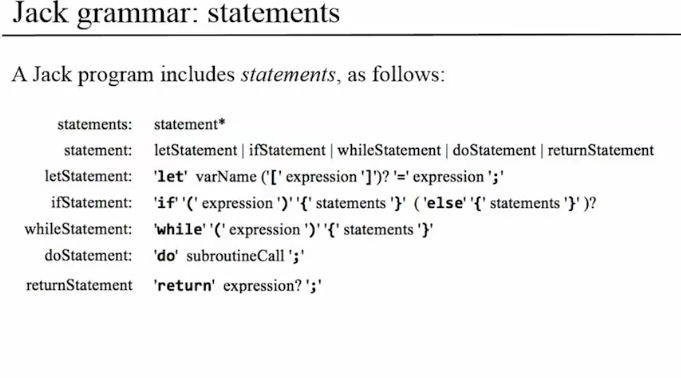 Jack grammar: statements
A Jack program includes statements, as follows:
statements: statement*
statement: letStatement | ifStatement | whileStatement | doStatement | returnStatement
letStatement: 'let' varName ('[' expression ']')? '=' expression ';'
ifStatement: 'if' '(' expression ')' '{' statements '}' ( 'else' '{' statements '}' )?
whileStatement: 'while' '(' expression ')' '{' statements '}'
doStatement: 'do' subroutineCall ';'
returnStatement 'return' expression? ';'